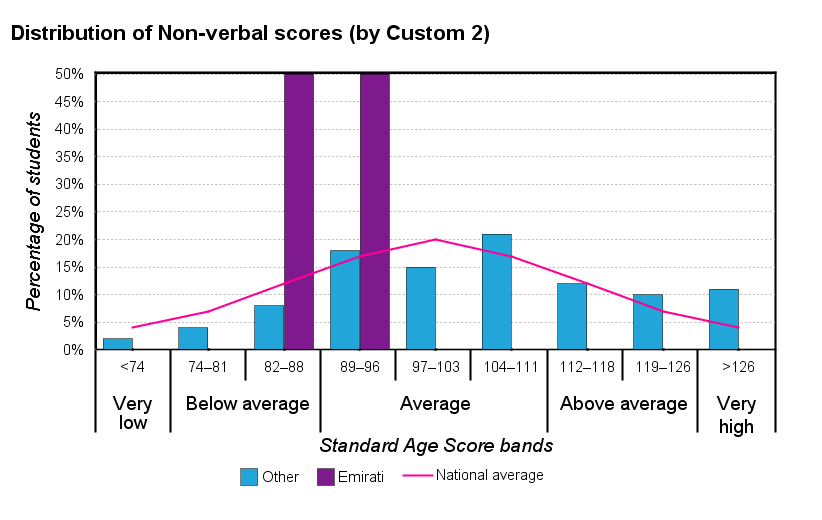 Distribution of Non-verbal scores (by Custom 2)
50%
45%
40%
35%
30%
25%
20%
15%
10%
5%
0%
Percentage of students
<74 74–81 82–88 89–96 97–103 104–111 112–118 119–126 >126
Very low Below average Average Above average Very high
Standard Age Score bands
Other Emirati National average